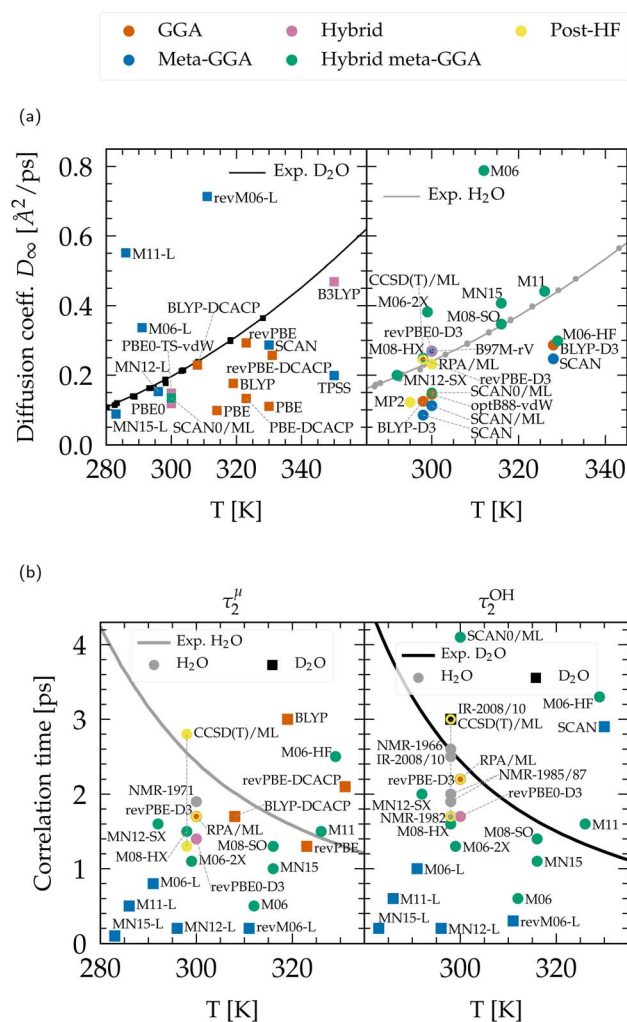 GGA
Hybrid
Post-HF
Meta-GGA
Hybrid meta-GGA
(a)
Diffusion coeff. D∞ [Å²/ps]
0.8
0.6
0.4
0.2
0.0
Exp. D₂O
revM06-L
M11-L
B3LYP
BLYP-DCACP
M06-L
revPBE
PBE0-TS-vdW
SCAN
MN12-L
revPBE-DCACP
BLYP
TPSS
PBE0
PBE
PBE
MN15-L
SCAN0/ML
PBE-DCACP
280
300
320
340
T [K]
M06
Exp. H₂O
CCSD(T)/ML
MN15
M11
M06-2X
M08-SO
revPBE0-D3
M06-HF
M08-HX
B97M-rV
BLYP-D3
RPA/ML
SCAN
MN12-SX
revPBE-D3
MP2
SCAN0/ML
optB88-vdW
BLYP-D3
SCAN/ML
SCAN
300
320
340
T [K]
(b)
Correlation time [ps]
4
3
2
1
0
τ₂^μ
Exp. H₂O
H₂O
D₂O
BLYP
CCSD(T)/ML
M06-HF
NMR-1971
revPBE-DCACP
revPBE-D3
BLYP-DCACP
RPA/ML
M11
MN12-SX
M08-SO
revPBE
M08-HX
M06-2X
MN15
M06-L
revPBE0-D3
M11-L
M06
MN15-L
MN12-L
revM06-L
280
300
320
T [K]
τ₂^OH
SCAN0/ML
Exp. D₂O
H₂O
D₂O
M06-HF
IR-2008/10
CCSD(T)/ML
SCAN
NMR-1966
IR-2008/10
RPA/ML
revPBE-D3
NMR-1985/87
MN12-SX
revPBE0-D3
NMR-1982
M08-HX
M11
M08-SO
M06-2X
MN15
M06-L
M11-L
M06
MN15-L
MN12-L
revM06-L
300
320
T [K]